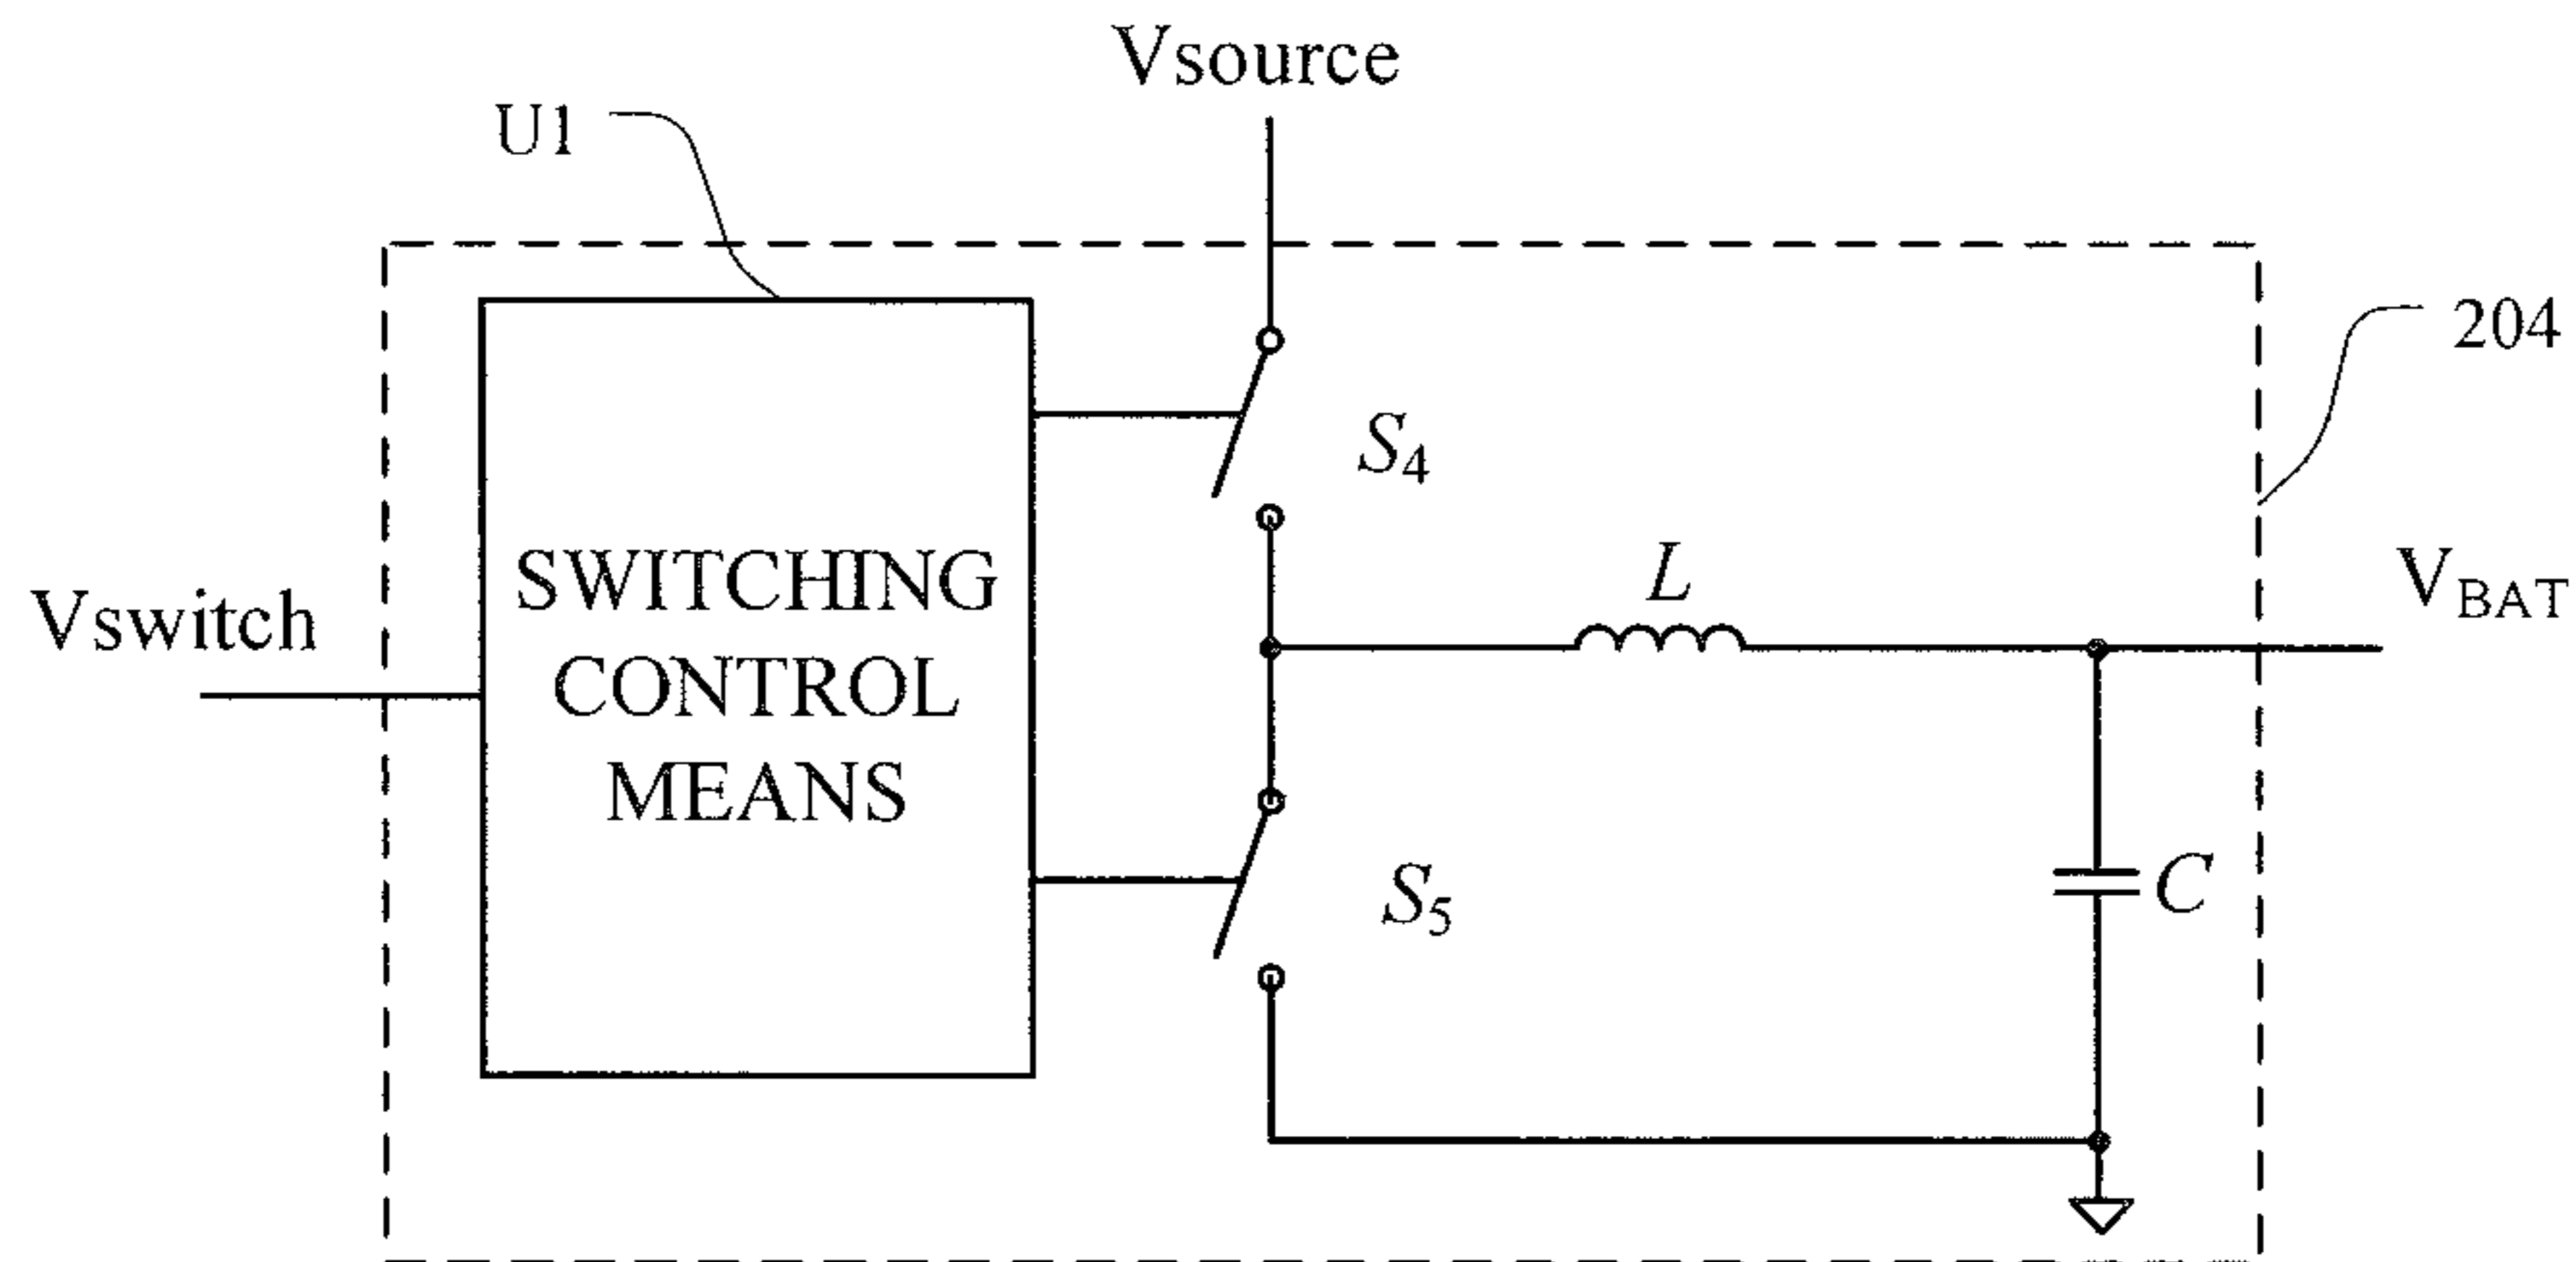 Vsource
U1
204
S4
Vswitch
SWITCHING
CONTROL
MEANS
L
VBAT
S5
C